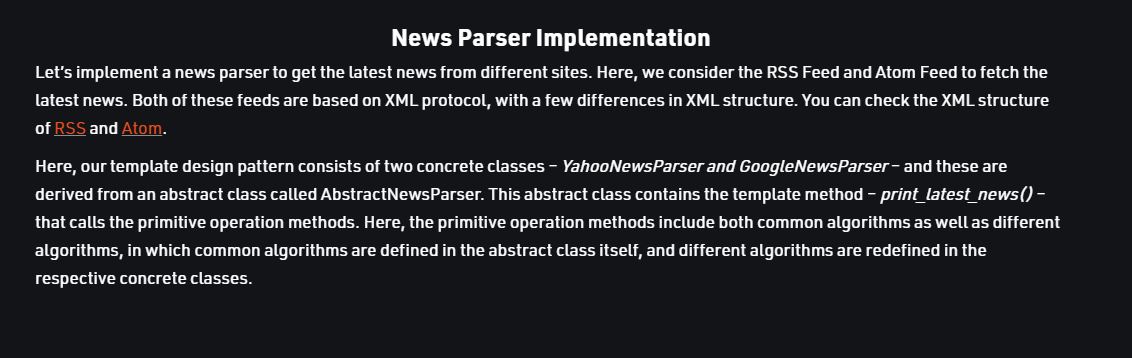 News Parser Implementation
Let's implement a news parser to get the latest news from different sites. Here, we consider the RSS Feed and Atom Feed to fetch the
latest news. Both of these feeds are based on XML protocol, with a few differences in XML structure. You can check the XML structure
of RSS and Atom.
Here, our template design pattern consists of two concrete classes – YahooNewsParser and GoogleNewsParser – and these are
derived from an abstract class called AbstractNewsParser. This abstract class contains the template method – print_latest_news() –
that calls the primitive operation methods. Here, the primitive operation methods include both common algorithms as well as different
algorithms, in which common algorithms are defined in the abstract class itself, and different algorithms are redefined in the
respective concrete classes.